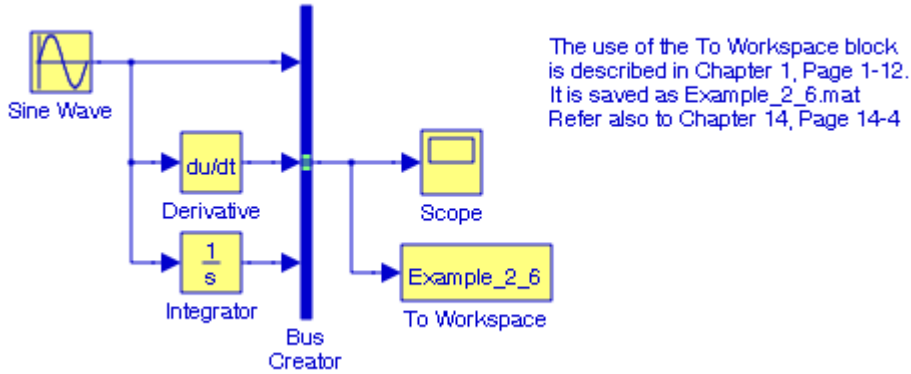 The use of the To Workspace block
is described in Chapter 1, Page 1-12.
It is saved as Example_2_6.mat
Refer also to Chapter 14, Page 14-4
Sine Wave
du/dt
Derivative
1
s
Integrator
Bus
Creator
Scope
Example_2_6
To Workspace